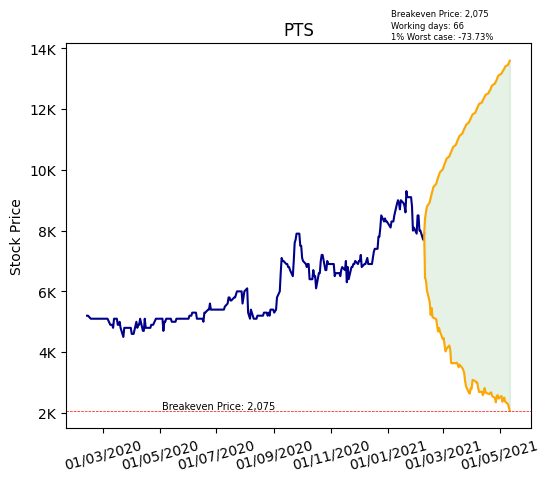 Breakeven Price: 2,075
Working days: 66
1% Worst case: -73.73%
PTS
14K
12K
10K
8K
6K
4K
2K
Stock Price
Breakeven Price: 2,075
01/03/2020
01/05/2020
01/07/2020
01/09/2020
01/11/2020
01/01/2021
01/03/2021
01/05/2021